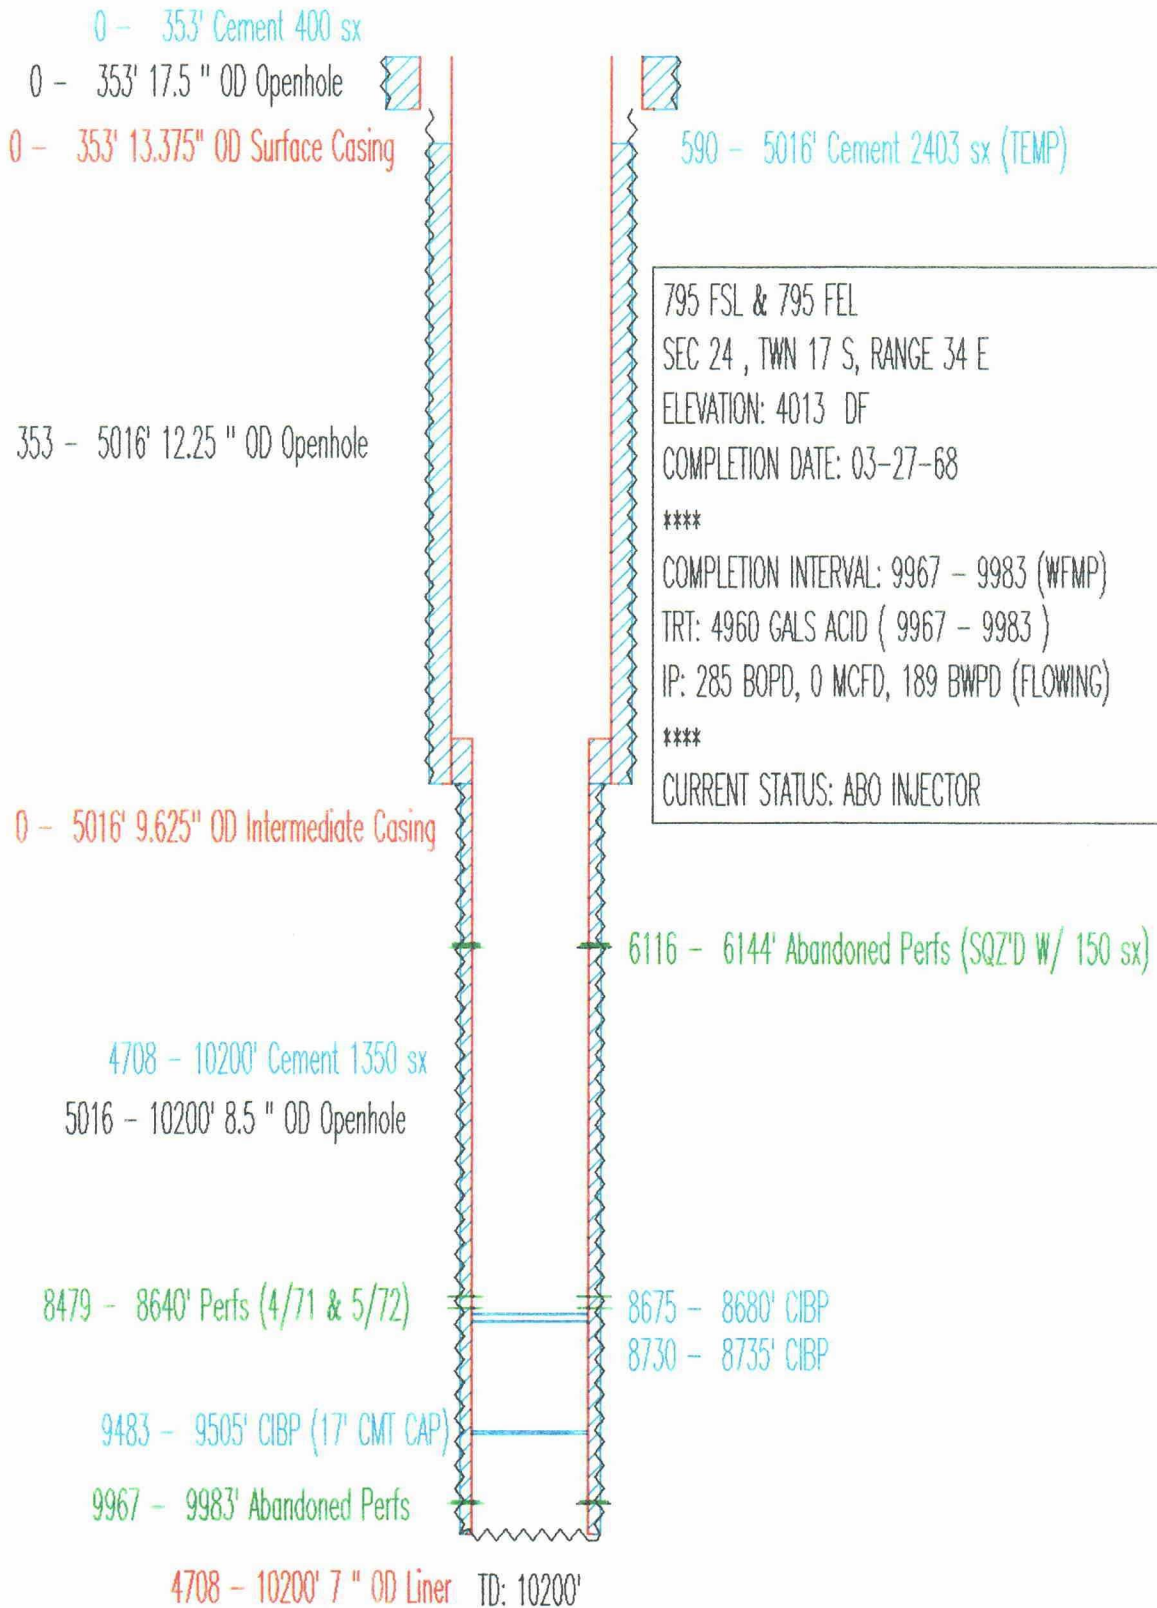 0 - 353' Cement 400 sx
0 - 353' 17.5 " OD Openhole
0 - 353' 13.375" OD Surface Casing
590 - 5016' Cement 2403 sx (TEMP)
795 FSL & 795 FEL
SEC 24 , TWN 17 S, RANGE 34 E
ELEVATION: 4013 DF
COMPLETION DATE: 03-27-68
****
COMPLETION INTERVAL: 9967 - 9983 (WFMP)
TRT: 4960 GALS ACID ( 9967 - 9983 )
IP: 285 BOPD, 0 MCFD, 189 BWPD (FLOWING)
****
CURRENT STATUS: ABO INJECTOR
353 - 5016' 12.25 " OD Openhole
0 - 5016' 9.625" OD Intermediate Casing
6116 - 6144' Abandoned Perfs (SQZ'D W/ 150 sx)
4708 - 10200' Cement 1350 sx
5016 - 10200' 8.5 " OD Openhole
8479 - 8640' Perfs (4/71 & 5/72)
8675 - 8680' CIBP
8730 - 8735' CIBP
9483 - 9505' CIBP (17' CMT CAP)
9967 - 9983' Abandoned Perfs
4708 - 10200' 7 " OD Liner
TD: 10200'